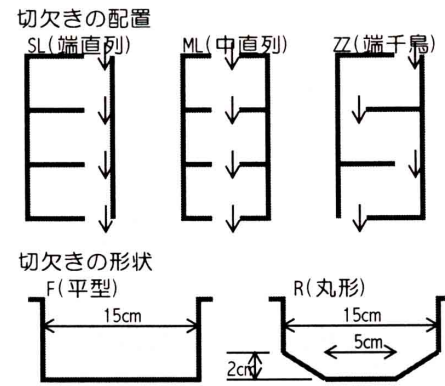 切欠きの配置
SL(端直列) ML(中直列) ZZ(端千鳥)
切欠きの形状
F(平型) R(丸形)
15cm 15cm
5cm
2cm